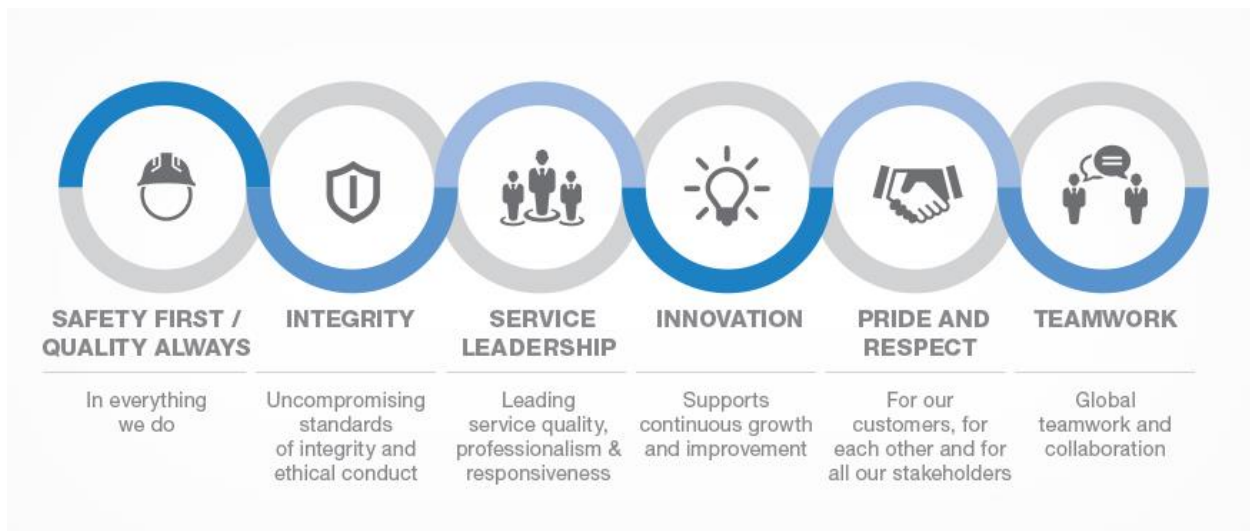 SAFETY FIRST /
QUALITY ALWAYS
In everything
we do
INTEGRITY
Uncompromising
standards
of integrity and
ethical conduct
SERVICE
LEADERSHIP
Leading
service quality,
professionalism &
responsiveness
INNOVATION
Supports
continuous growth
and improvement
PRIDE AND
RESPECT
For our
customers, for
each other and for
all our stakeholders
TEAMWORK
Global
teamwork and
collaboration